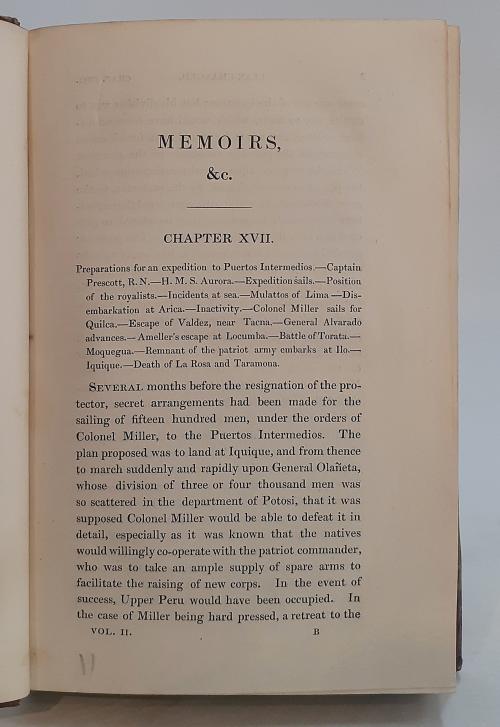 MEMOIRS,
&c.
CHAPTER XVII.
Preparations for an expedition to Puertos Intermedios.—Captain
Prescott, R. N.—H. M. S. Aurora.—Expedition sails.—Position
of the royalists.—Incidents at sea.—Mulattos of Lima—Dis-
embarkation at Arica.—Inactivity.—Colonel Miller sails for
Quilca.—Escape of Valdez, near Tacna.—General Alvarado
advances.—Ameller's escape at Locumba.—Battle of Torata.—
Moquegua.—Remnant of the patriot army embarks at Ilo.—
Iquique.—Death of La Rosa and Taramona.
SEVERAL months before the resignation of the pro-
tector, secret arrangements had been made for the
sailing of fifteen hundred men, under the orders of
Colonel Miller, to the Puertos Intermedios. The
plan proposed was to land at Iquique, and from thence
to march suddenly and rapidly upon General Olañeta,
whose division of three or four thousand men was
so scattered in the department of Potosi, that it was
supposed Colonel Miller would be able to defeat it in
detail, especially as it was known that the natives
would willingly co-operate with the patriot commander,
who was to take an ample supply of spare arms to
facilitate the raising of new corps. In the event of
success, Upper Peru would have been occupied. In
the case of Miller being hard pressed, a retreat to the
VOL. II. B